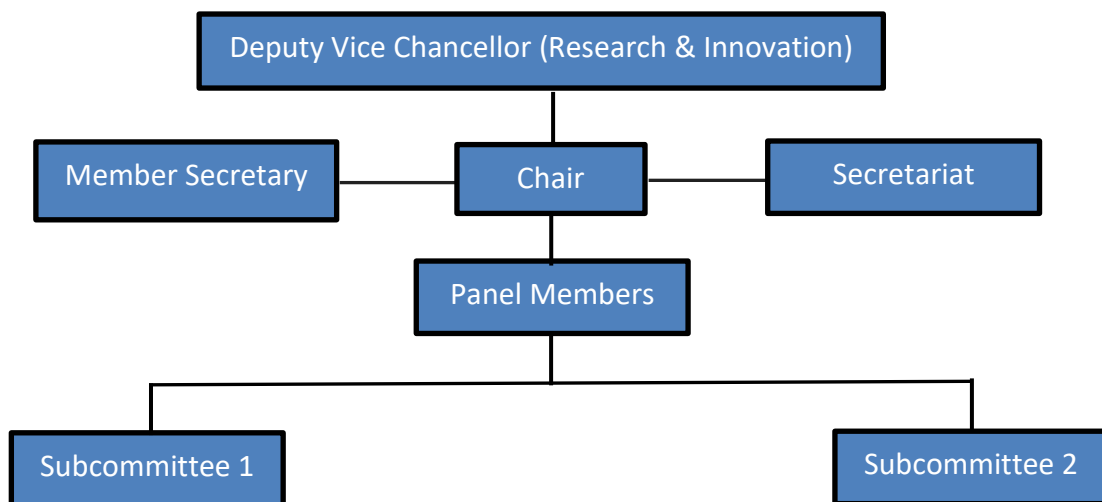 Deputy Vice Chancellor (Research & Innovation)
Member Secretary
Chair
Secretariat
Panel Members
Subcommittee 1
Subcommittee 2